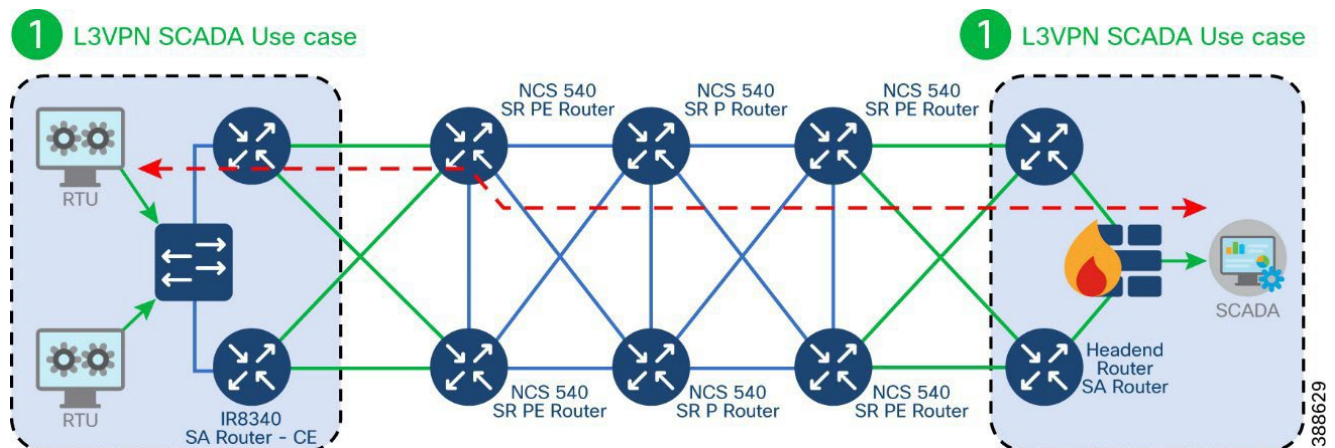 1 L3VPN SCADA Use case
1 L3VPN SCADA Use case
NCS 540
SR PE Router
NCS 540
SR P Router
NCS 540
SR PE Router
RTU
RTU
IR8340
SA Router - CE
NCS 540
SR PE Router
NCS 540
SR P Router
NCS 540
SR PE Router
Headend
Router
SA Router
SCADA
388629